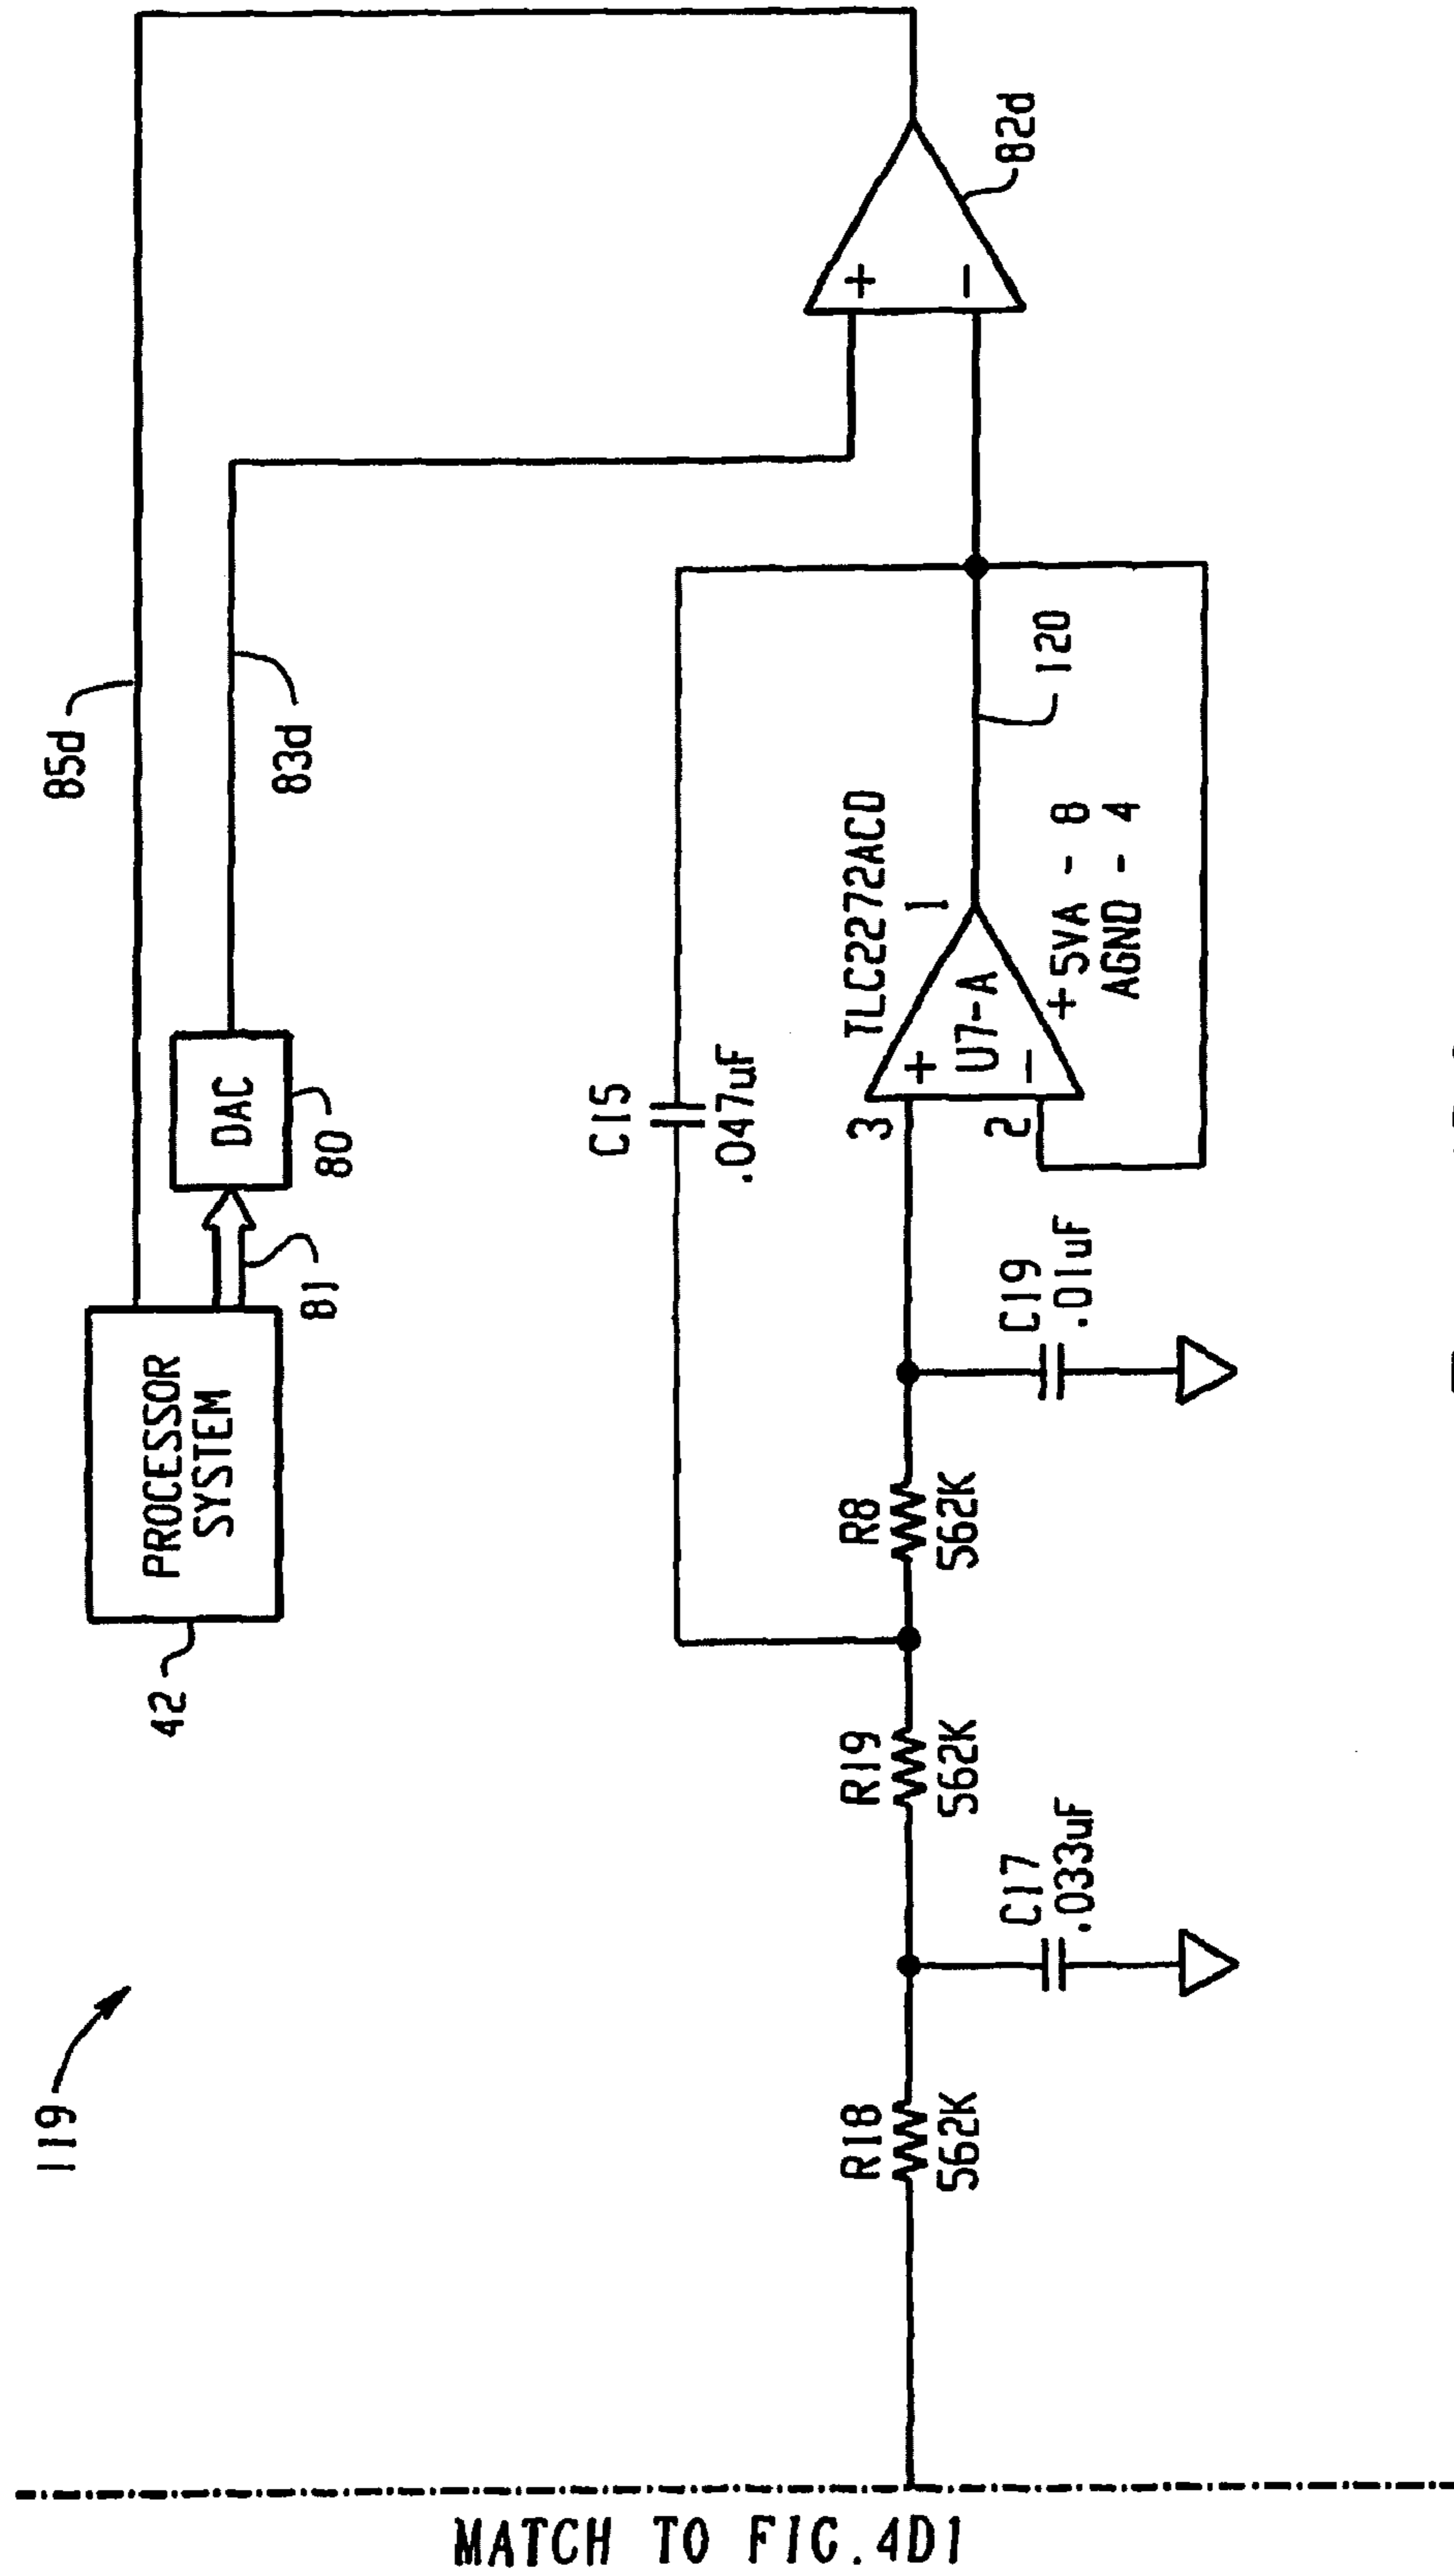 119
42
PROCESSOR
SYSTEM
81
DAC
80
85d
83d
C15
.047uF
R18
562K
C17
.033uF
R19
562K
R8
562K
C19
.01uF
3
2
+
U7-A
-
1
TLC2272ACD
+5VA - 8
AGND - 4
120
+
-
82d
MATCH TO FIG.4D1